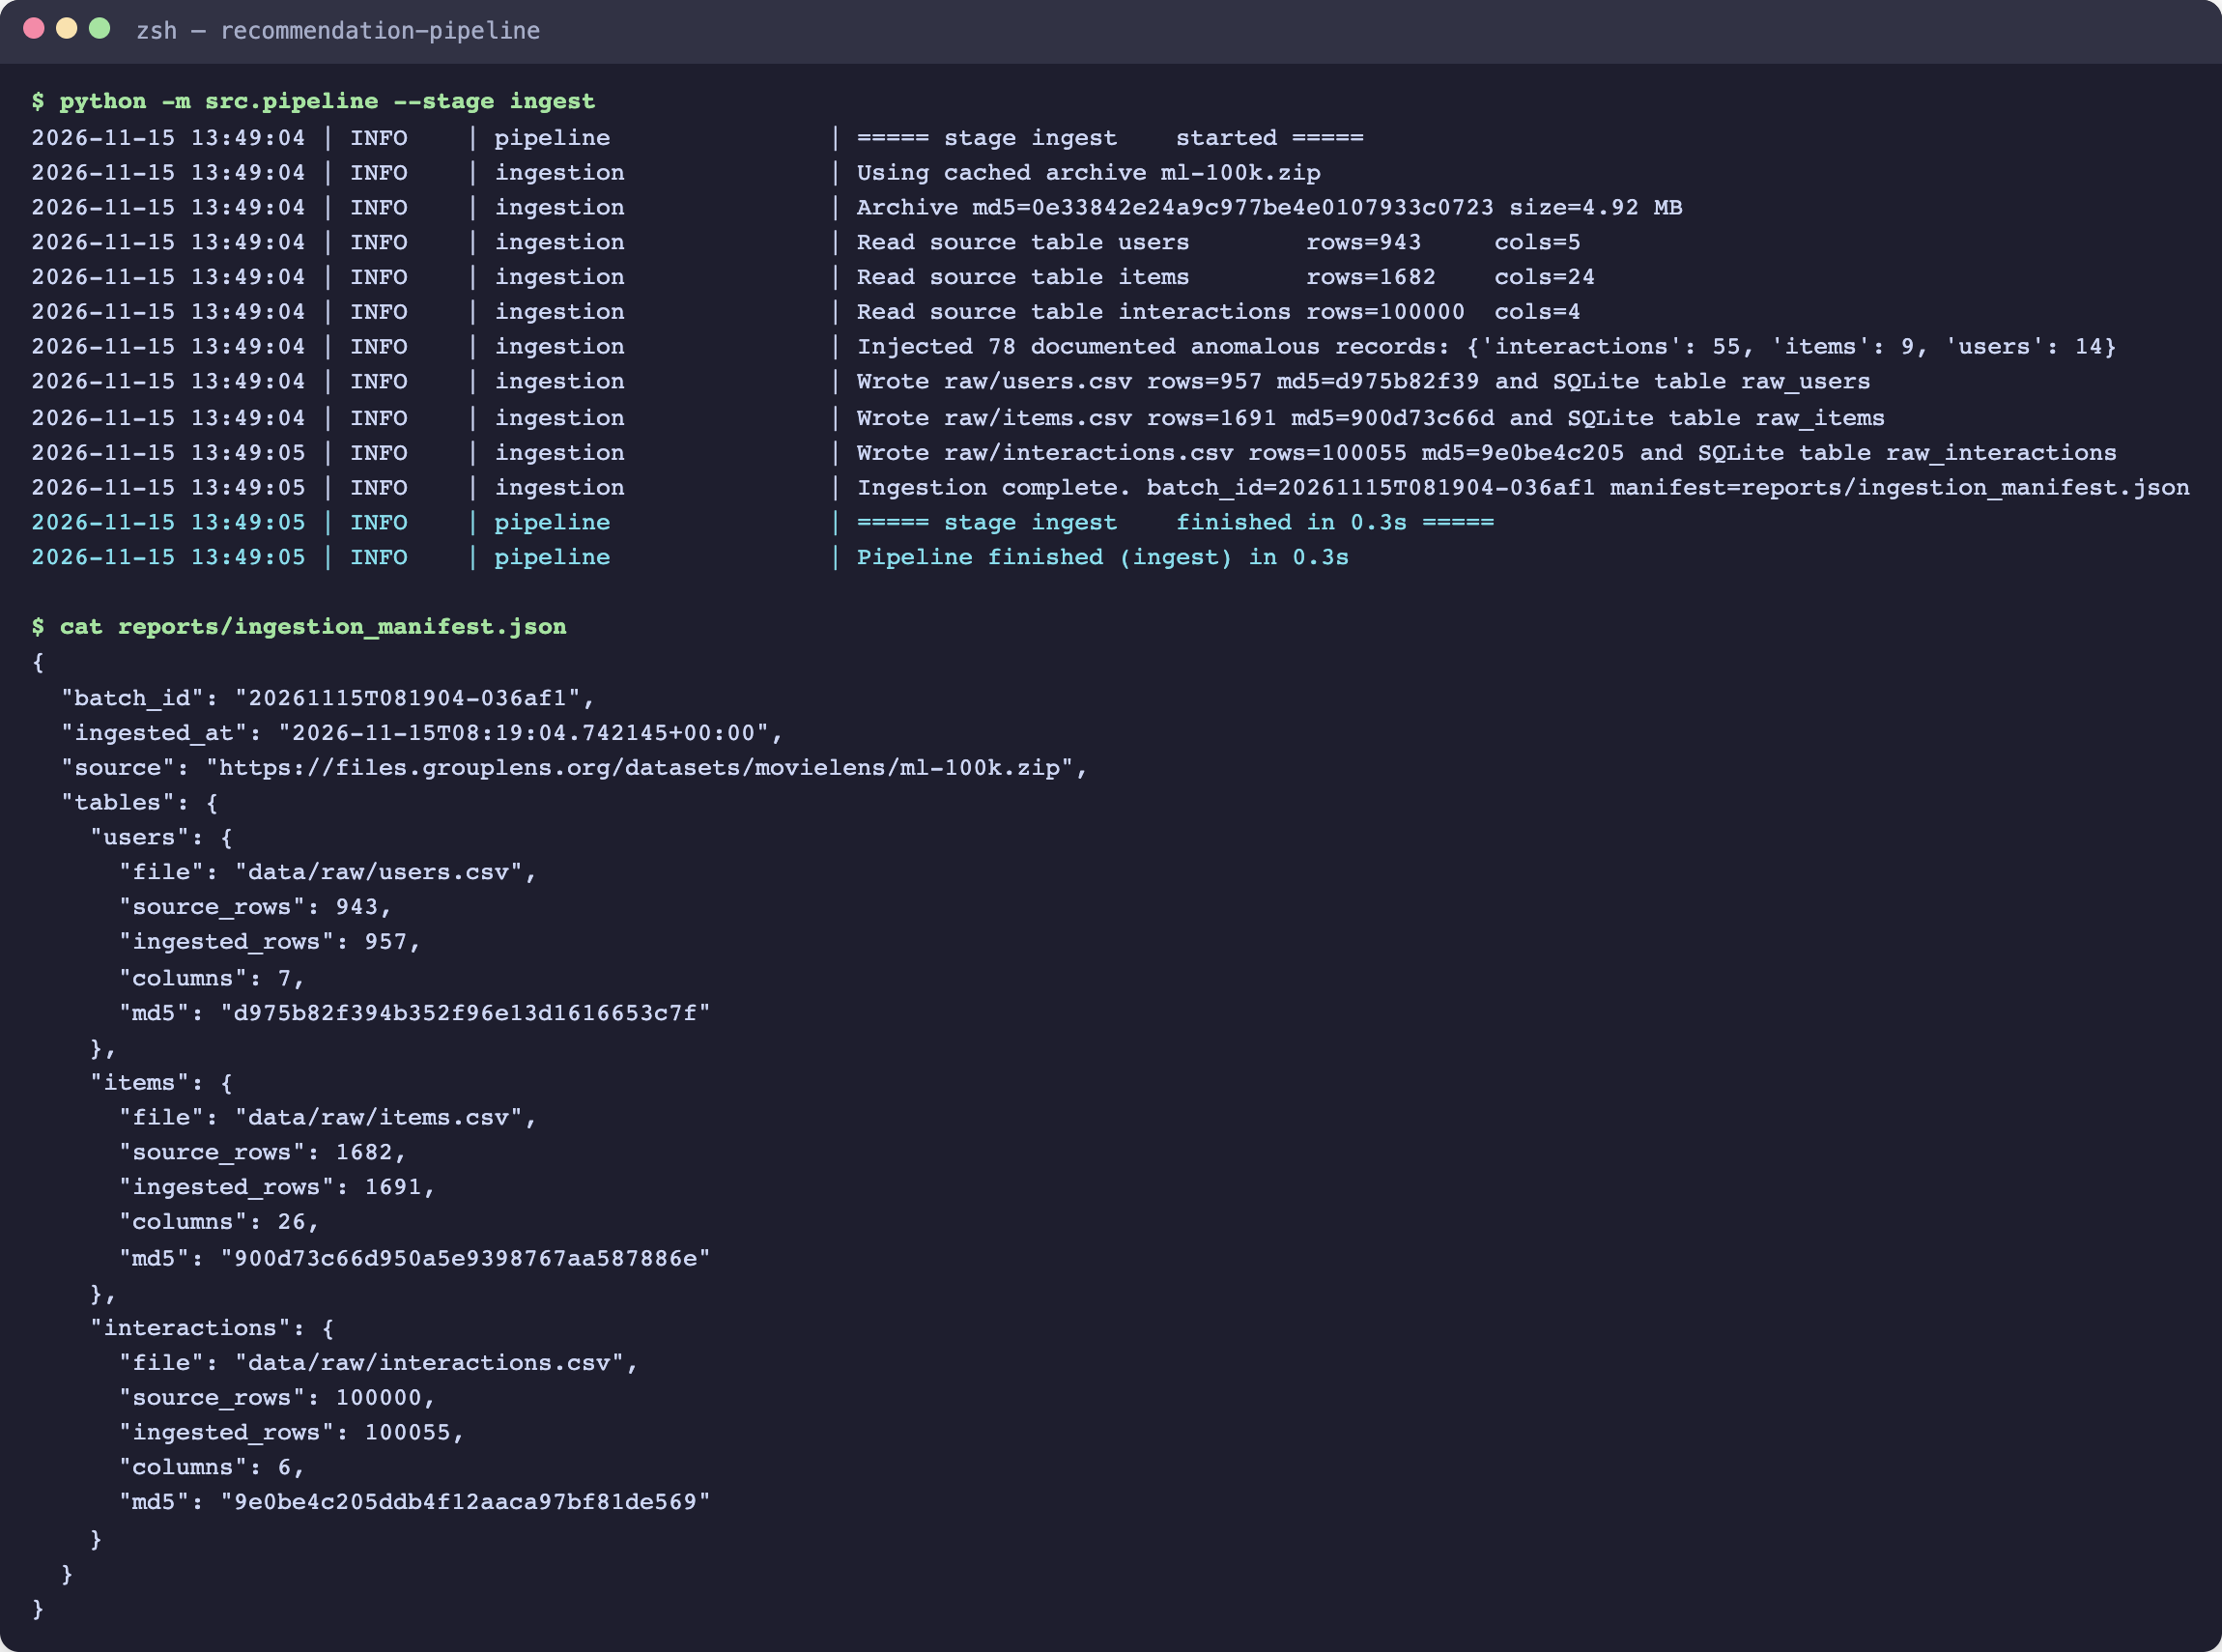 zsh — recommendation-pipeline
$ python -m src.pipeline --stage ingest
2026-11-15 13:49:04 | INFO    | pipeline               | ===== stage ingest    started =====
2026-11-15 13:49:04 | INFO    | ingestion              | Using cached archive ml-100k.zip
2026-11-15 13:49:04 | INFO    | ingestion              | Archive md5=0e33842e24a9c977be4e0107933c0723 size=4.92 MB
2026-11-15 13:49:04 | INFO    | ingestion              | Read source table users        rows=943     cols=5
2026-11-15 13:49:04 | INFO    | ingestion              | Read source table items        rows=1682    cols=24
2026-11-15 13:49:04 | INFO    | ingestion              | Read source table interactions rows=100000  cols=4
2026-11-15 13:49:04 | INFO    | ingestion              | Injected 78 documented anomalous records: {'interactions': 55, 'items': 9, 'users': 14}
2026-11-15 13:49:04 | INFO    | ingestion              | Wrote raw/users.csv rows=957 md5=d975b82f39 and SQLite table raw_users
2026-11-15 13:49:04 | INFO    | ingestion              | Wrote raw/items.csv rows=1691 md5=900d73c66d and SQLite table raw_items
2026-11-15 13:49:05 | INFO    | ingestion              | Wrote raw/interactions.csv rows=100055 md5=9e0be4c205 and SQLite table raw_interactions
2026-11-15 13:49:05 | INFO    | ingestion              | Ingestion complete. batch_id=20261115T081904-036af1 manifest=reports/ingestion_manifest.json
2026-11-15 13:49:05 | INFO    | pipeline               | ===== stage ingest    finished in 0.3s =====
2026-11-15 13:49:05 | INFO    | pipeline               | Pipeline finished (ingest) in 0.3s
$ cat reports/ingestion_manifest.json
{
  "batch_id": "20261115T081904-036af1",
  "ingested_at": "2026-11-15T08:19:04.742145+00:00",
  "source": "https://files.grouplens.org/datasets/movielens/ml-100k.zip",
  "tables": {
    "users": {
      "file": "data/raw/users.csv",
      "source_rows": 943,
      "ingested_rows": 957,
      "columns": 7,
      "md5": "d975b82f394b352f96e13d1616653c7f"
    },
    "items": {
      "file": "data/raw/items.csv",
      "source_rows": 1682,
      "ingested_rows": 1691,
      "columns": 26,
      "md5": "900d73c66d950a5e9398767aa587886e"
    },
    "interactions": {
      "file": "data/raw/interactions.csv",
      "source_rows": 100000,
      "ingested_rows": 100055,
      "columns": 6,
      "md5": "9e0be4c205ddb4f12aaca97bf81de569"
    }
  }
}